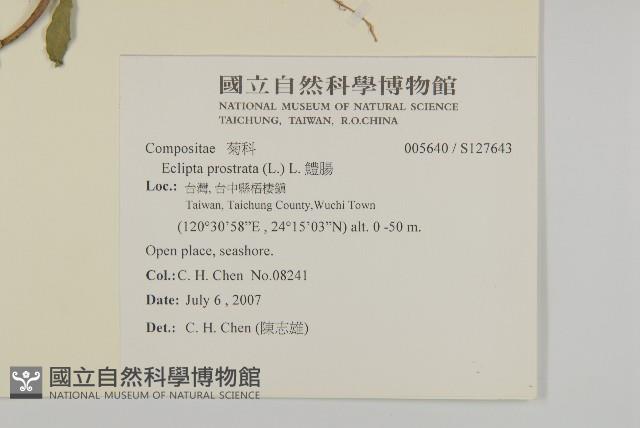 國立自然科學博物館
NATIONAL MUSEUM OF NATURAL SCIENCE
TAICHUNG, TAIWAN, R.O.CHINA
Compositae 菊科 005640 / S127643
Eclipta prostrata (L.) L. 鱧腸
Loc.: 台灣, 台中縣梧棲鎮
Taiwan, Taichung County,Wuchi Town
(120°30'58”E , 24°15'03”N) alt. 0 -50 m.
Open place, seashore.
Col.: C. H. Chen No.08241
Date: July 6 , 2007
Det.: C. H. Chen (陳志雄)
國立自然科學博物館
NATIONAL MUSEUM OF NATURAL SCIENCE